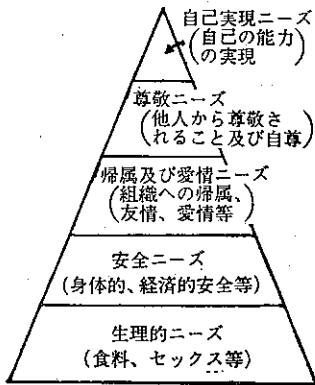 自己実現ニーズ
(自己の能力
の実現)
尊敬ニーズ
(他人から尊敬さ
れること及び自尊)
帰属及び愛情ニーズ
(組織への帰属、
友情、愛情等)
安全ニーズ
(身体的、経済的安全等)
生理的ニーズ
(食料、セックス等)